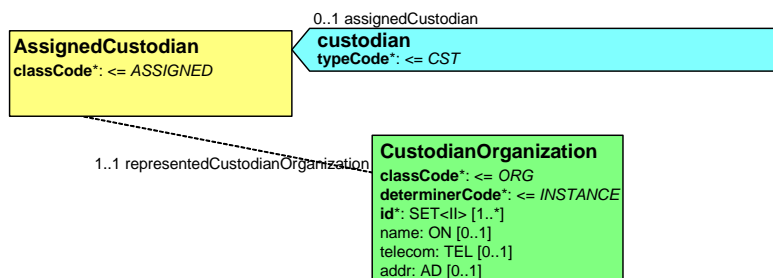 0..1 assignedCustodian
AssignedCustodian
classCode*: <= ASSIGNED
custodian
typeCode*: <= CST
1..1 representedCustodianOrganization
CustodianOrganization
classCode*: <= ORG
determinerCode*: <= INSTANCE
id*: SET<II> [1..*]
name: ON [0..1]
telecom: TEL [0..1]
addr: AD [0..1]